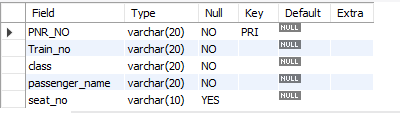 Field Type Null Key Default Extra
PNR_NO varchar(20) NO PRI NULL
Train_no varchar(20) NO NULL
class varchar(20) NO NULL
passenger_name varchar(20) NO NULL
seat_no varchar(10) YES NULL